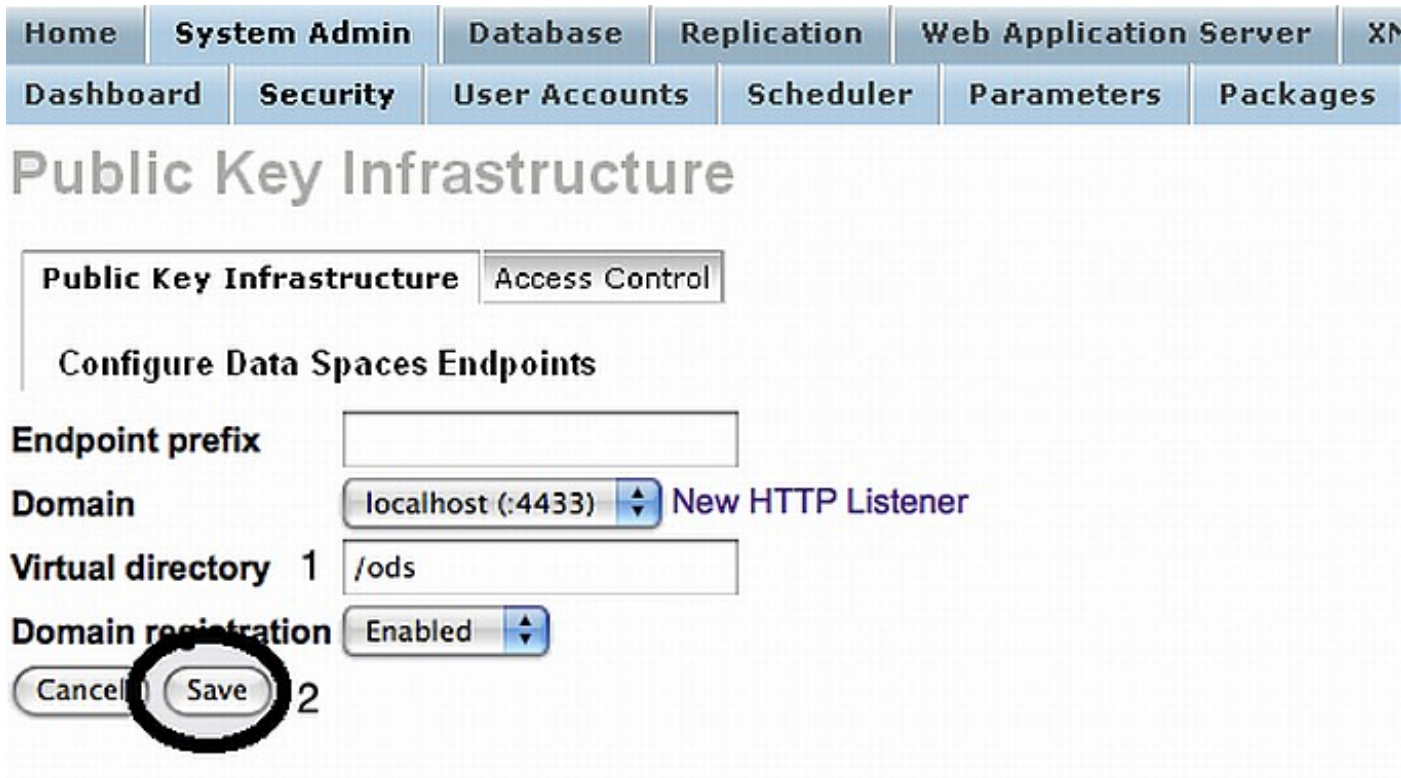 Home System Admin Database Replication Web Application Server
Dashboard Security User Accounts Scheduler Parameters Packages
Public Key Infrastructure
Public Key Infrastructure Access Control
Configure Data Spaces Endpoints
Endpoint prefix
Domain localhost (:4433) New HTTP Listener
Virtual directory 1 /ods
Domain registration Enabled
Cancel Save 2